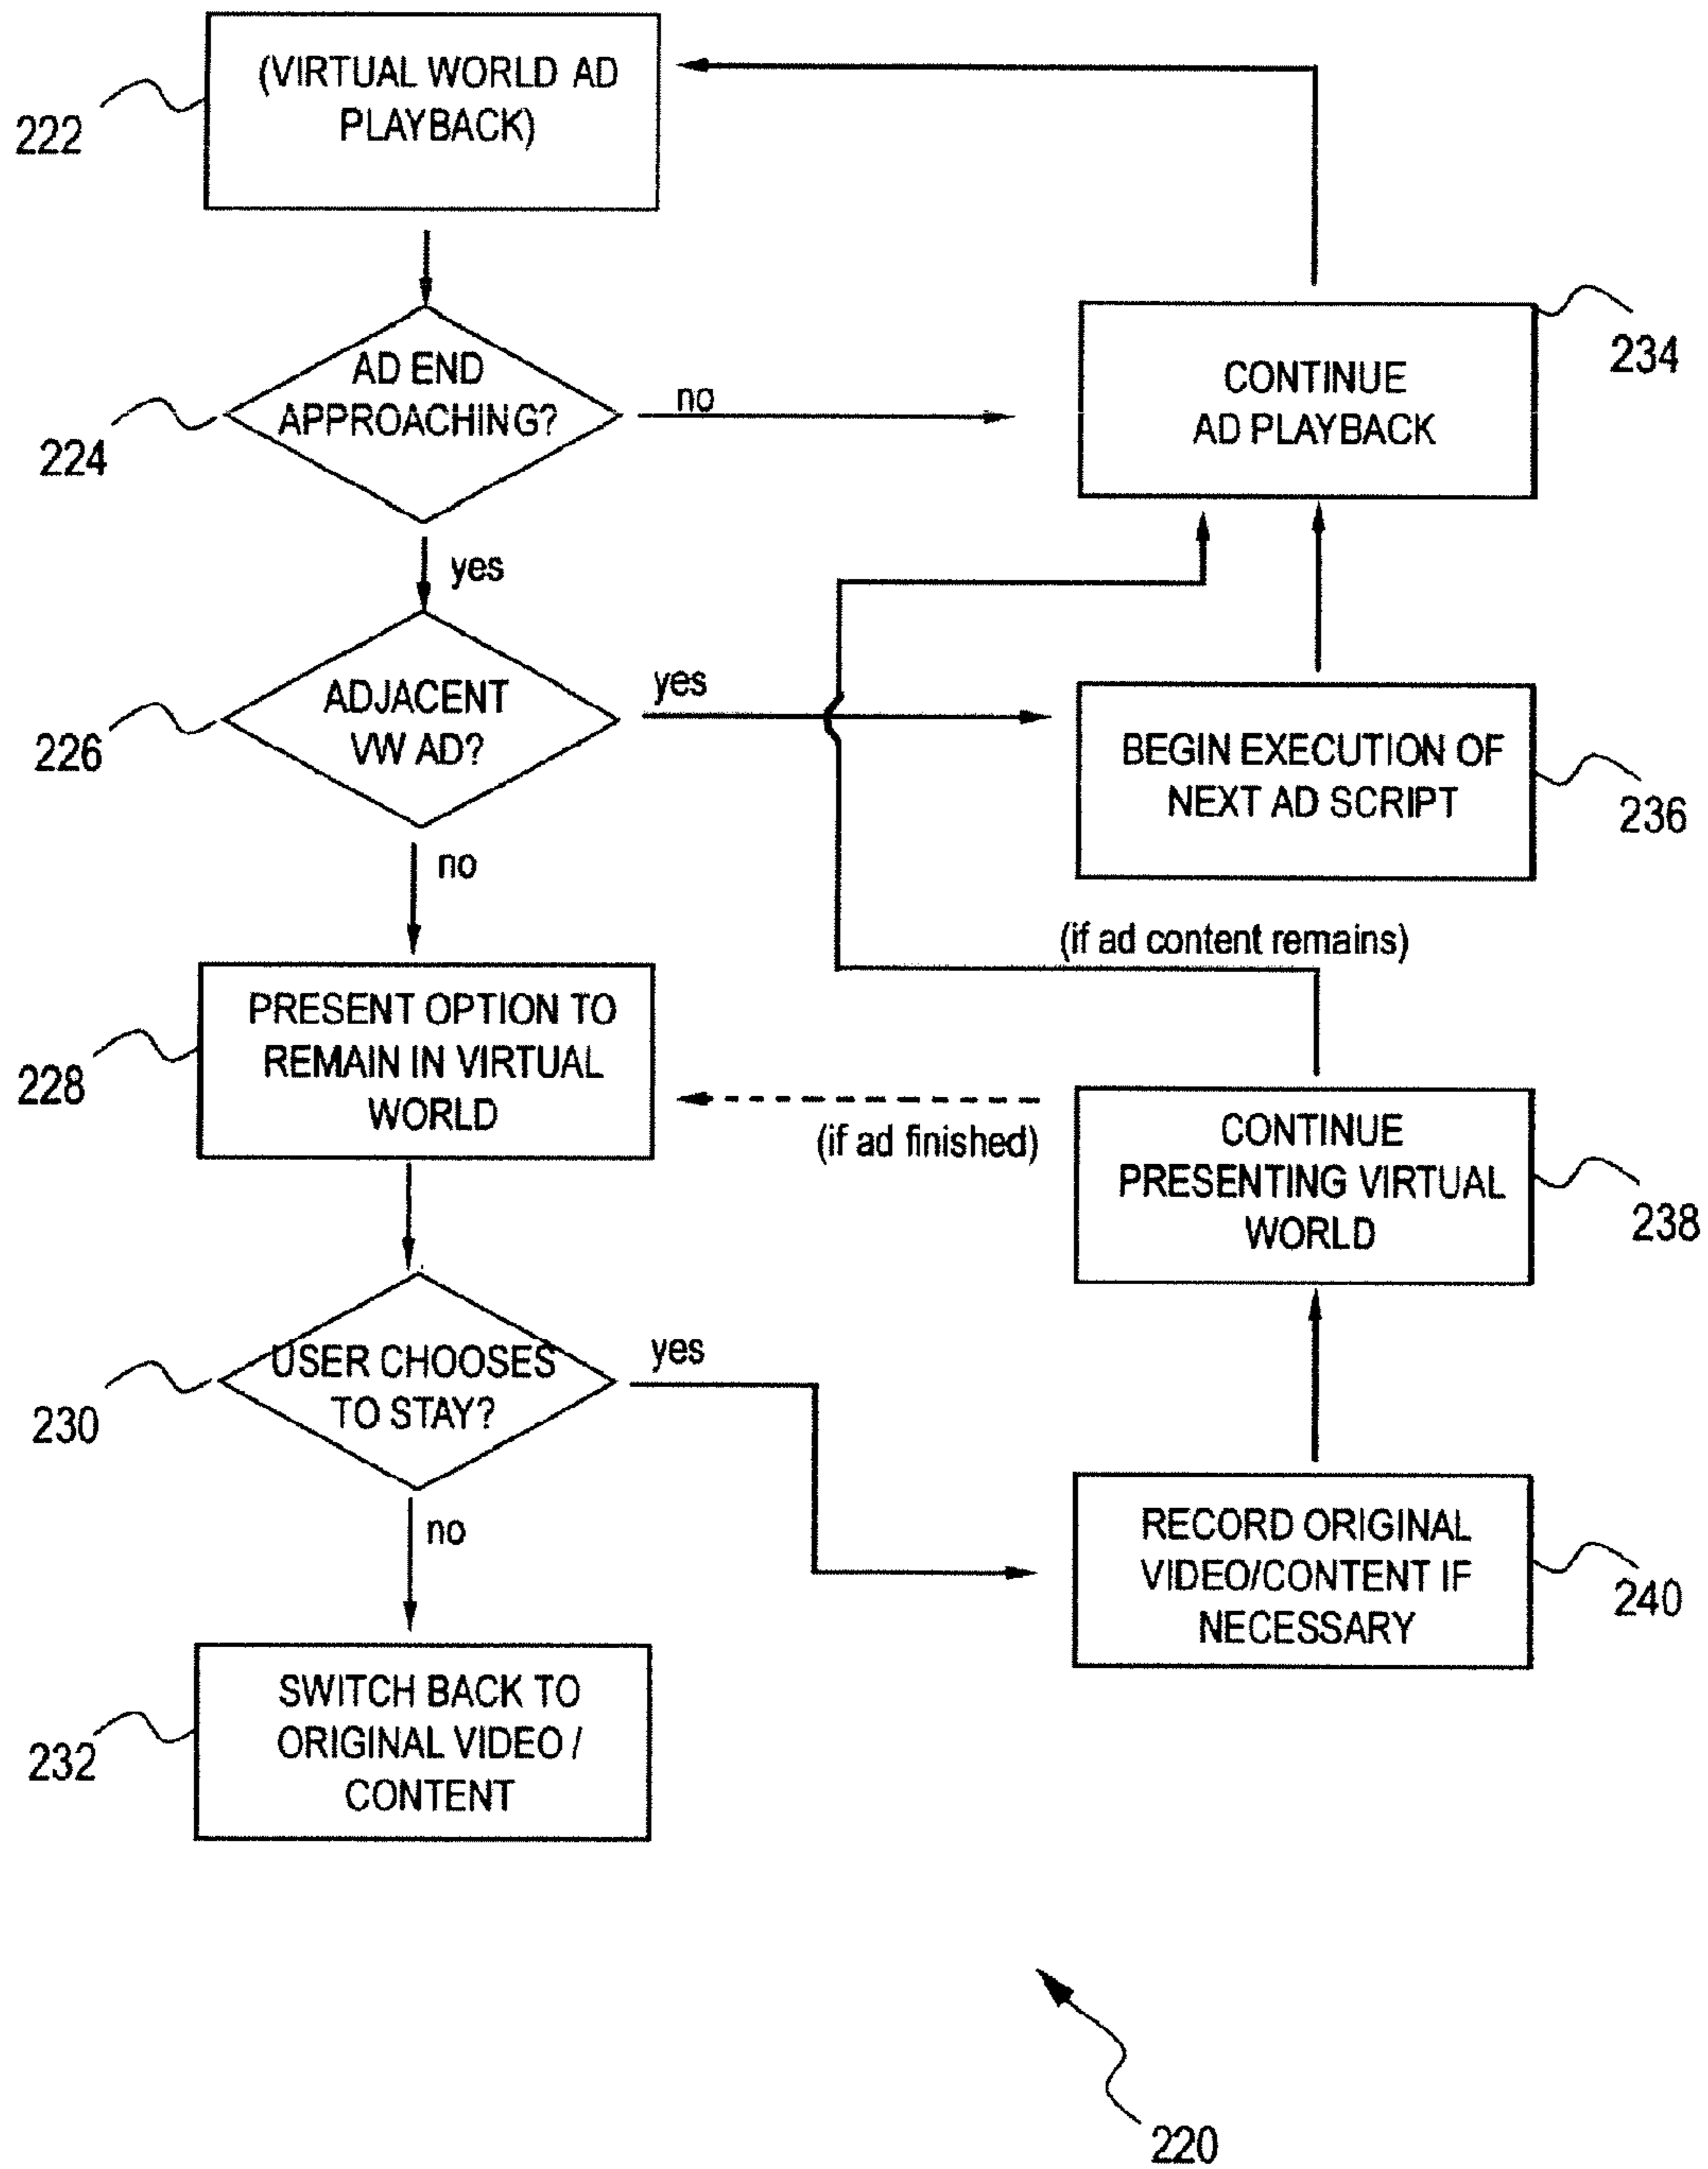 (VIRTUAL WORLD AD
PLAYBACK)
222
AD END
APPROACHING?
224
no
CONTINUE
AD PLAYBACK
234
yes
ADJACENT
VW AD?
226
yes
BEGIN EXECUTION OF
NEXT AD SCRIPT
236
no
(if ad content remains)
PRESENT OPTION TO
REMAIN IN VIRTUAL
WORLD
228
(if ad finished)
CONTINUE
PRESENTING VIRTUAL
WORLD
238
USER CHOOSES
TO STAY?
230
yes
RECORD ORIGINAL
VIDEO/CONTENT IF
NECESSARY
240
no
SWITCH BACK TO
ORIGINAL VIDEO /
CONTENT
232
220